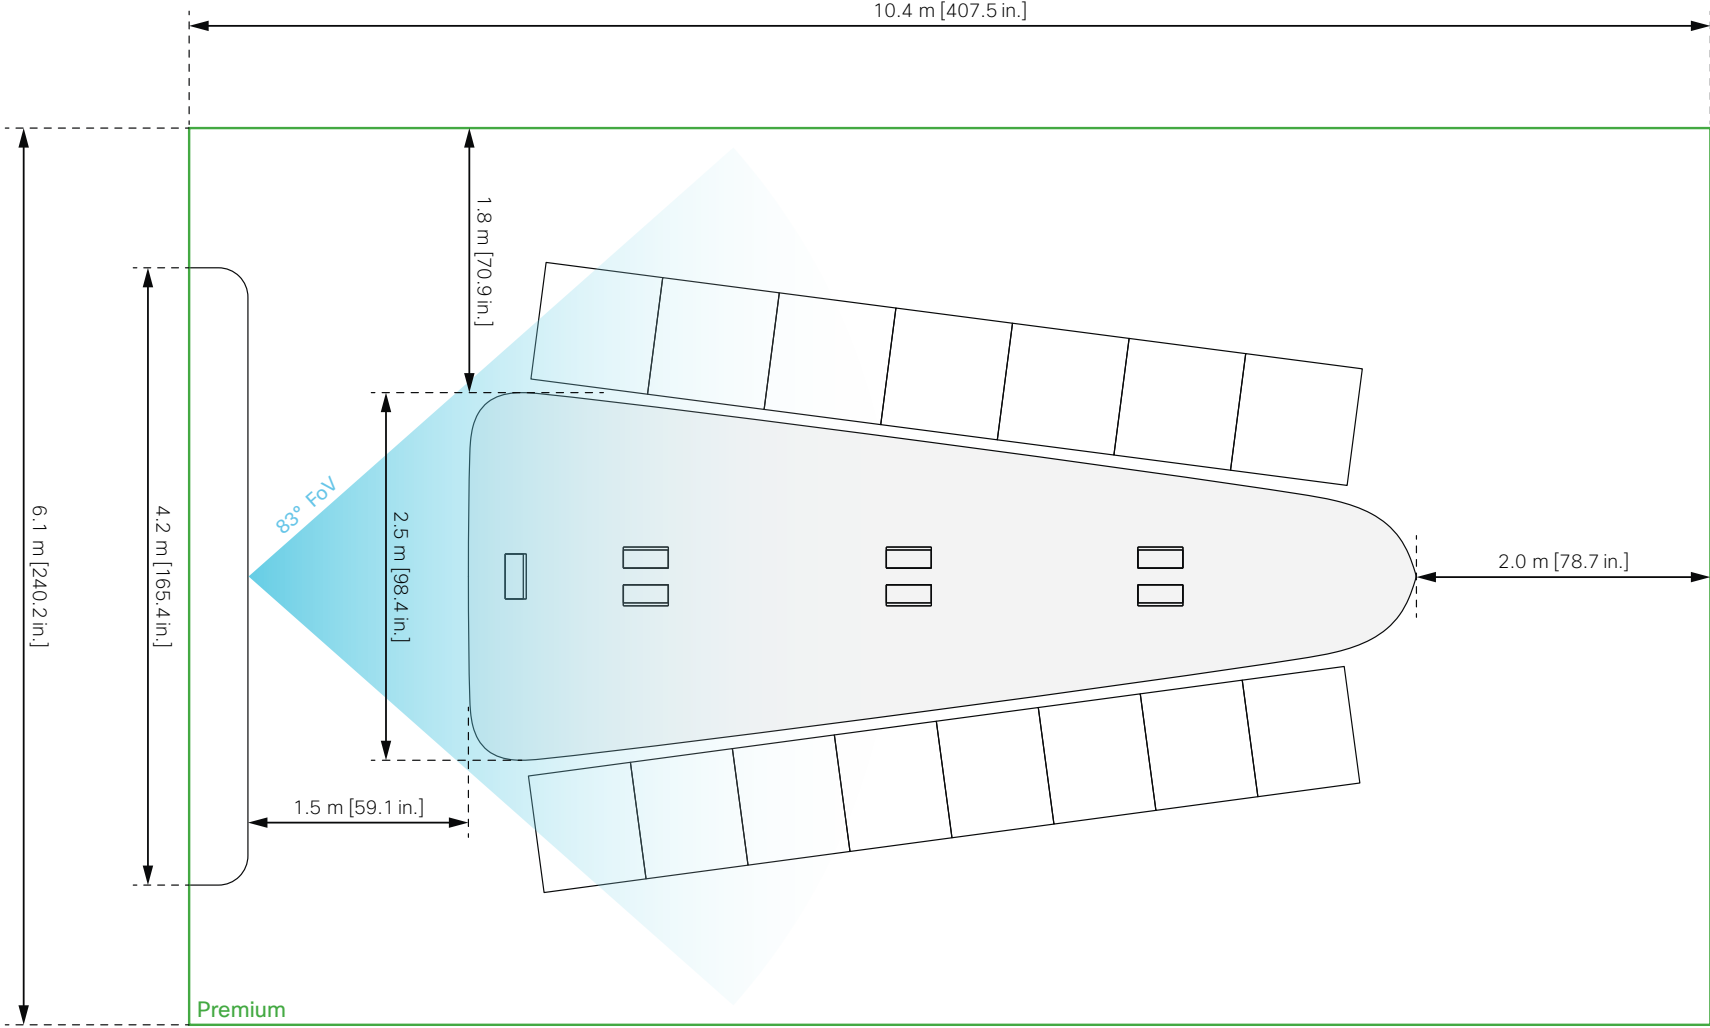 10.4 m [407.5 in.]
1.8 m [70.9 in.]
83° FoV
6.1 m [240.2 in.]
4.2 m [165.4 in.]
2.5 m [98.4 in.]
2.0 m [78.7 in.]
1.5 m [59.1 in.]
Premium